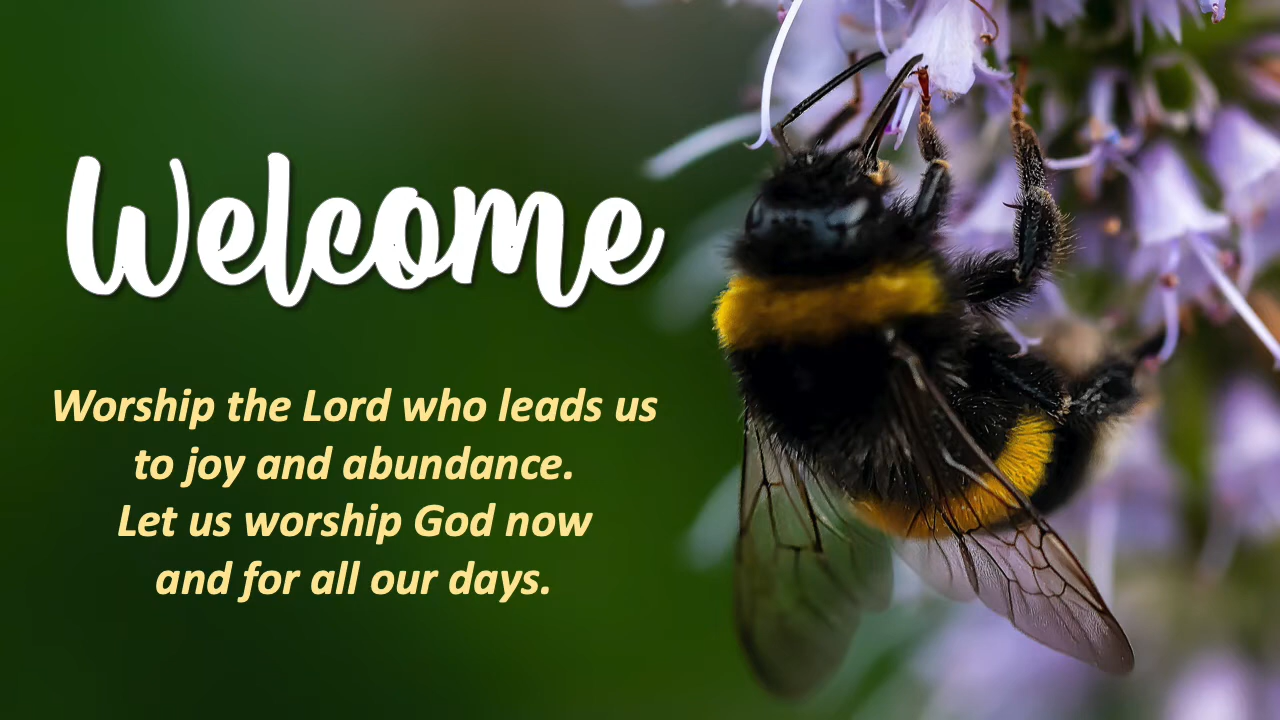 Welcome
Worship the Lord who leads us
to joy and abundance.
Let us worship God now
and for all our days.